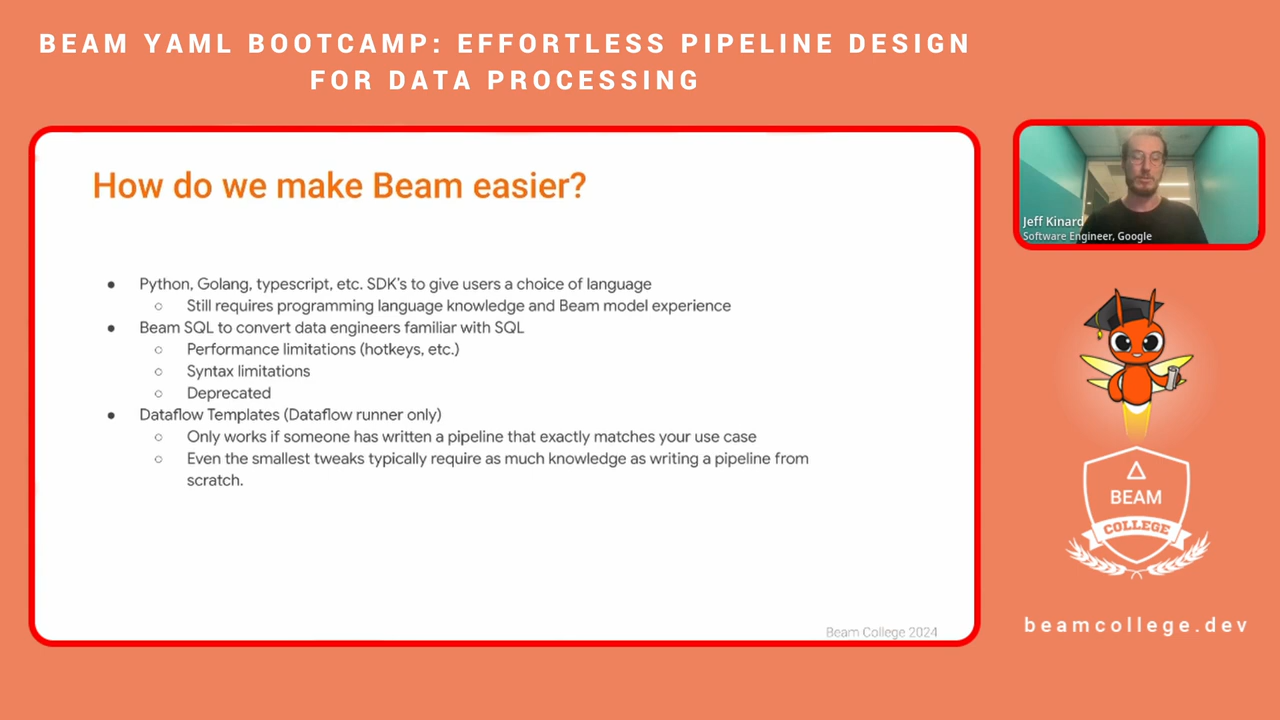 BEAM YAML BOOTCAMP: EFFORTLESS PIPELINE DESIGN
FOR DATA PROCESSING
How do we make Beam easier?
● Python, Golang, typescript, etc. SDK's to give users a choice of language
○ Still requires programming language knowledge and Beam model experience
● Beam SQL to convert data engineers familiar with SQL
○ Performance limitations (hotkeys, etc.)
○ Syntax limitations
○ Deprecated
● Dataflow Templates (Dataflow runner only)
○ Only works if someone has written a pipeline that exactly matches your use case
○ Even the smallest tweaks typically require as much knowledge as writing a pipeline from
scratch.
Beam College 2024
Jeff Kinard
Software Engineer, Google
BEAM
COLLEGE
beamcollege.dev